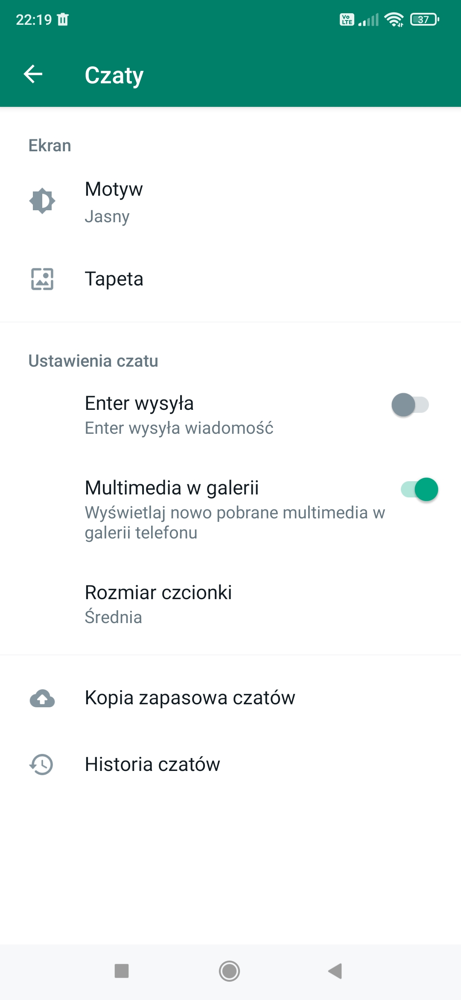 22:19
Vo LTE
37
Czaty
Ekran
Motyw
Jasny
Tapeta
Ustawienia czatu
Enter wysyła
Enter wysyła wiadomość
Multimedia w galerii
Wyświetlaj nowo pobrane multimedia w
galerii telefonu
Rozmiar czcionki
Średnia
Kopia zapasowa czatów
Historia czatów